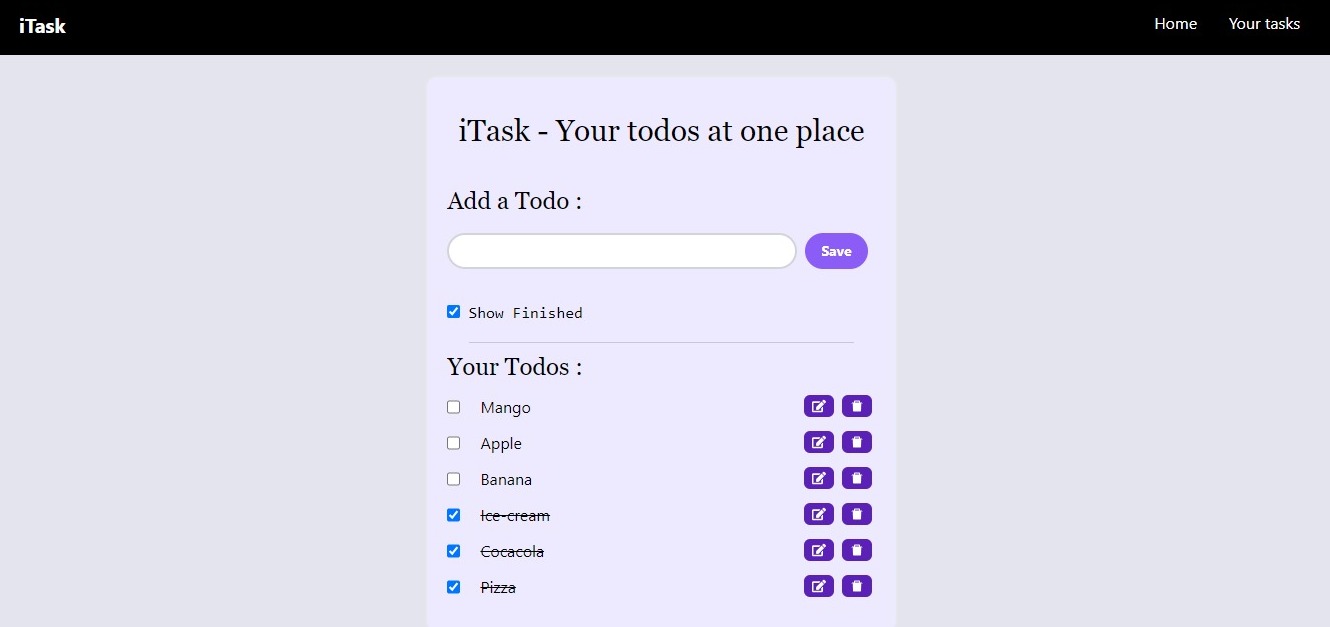 iTask
Home
Your tasks
iTask - Your todos at one place
Add a Todo :
Save
Show Finished
Your Todos :
Mango
Apple
Banana
Ice-cream
Cocacola
Pizza